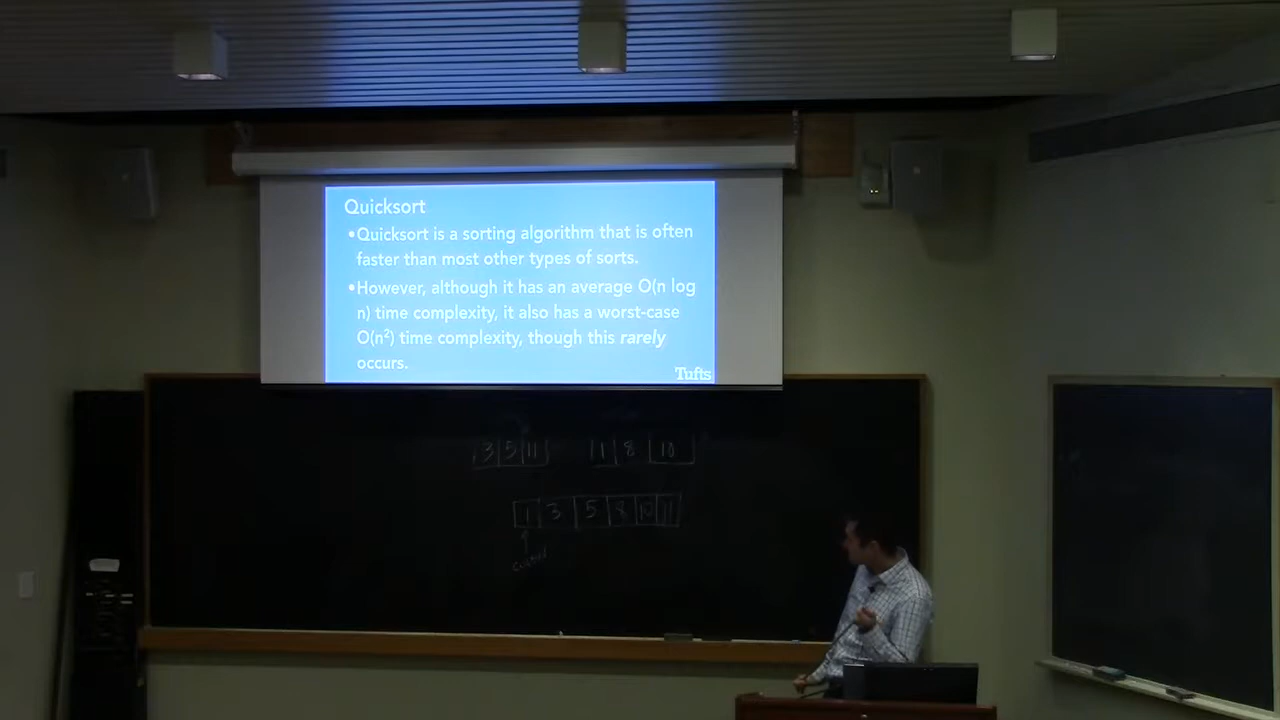 Quicksort
•Quicksort is a sorting algorithm that is often
faster than most other types of sorts.
•However, although it has an average O(n log
n) time complexity, it also has a worst-case
O(n²) time complexity, though this rarely
occurs.
Tufts
3 5 11 1 8 10
1 3 5 8 10 11